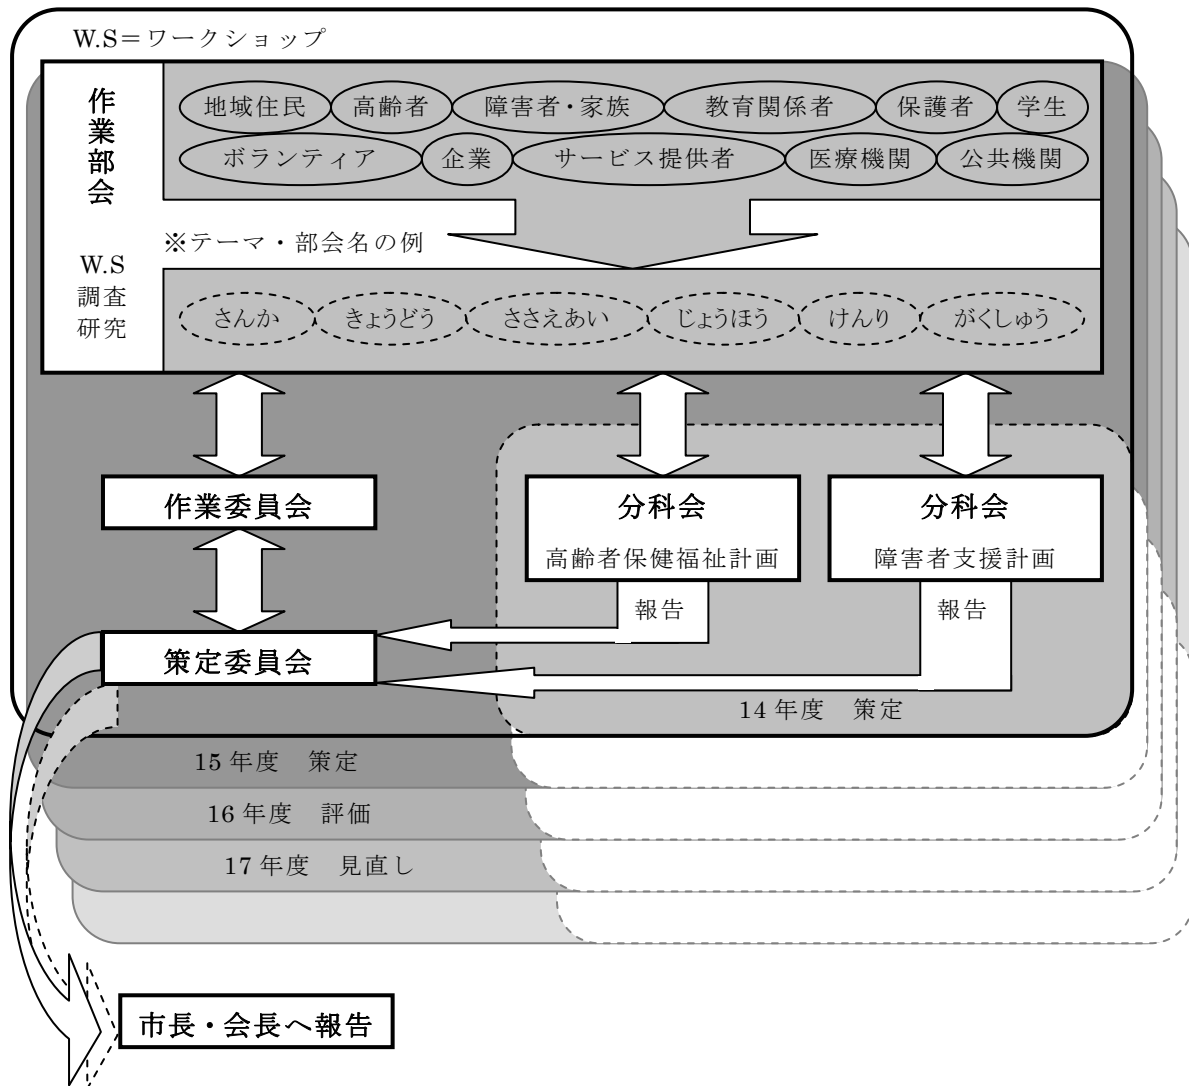 W.S=ワークショップ
作業部会
地域住民 高齢者 障害者・家族 教育関係者 保護者 学生
ボランティア 企業 サービス提供者 医療機関 公共機関
※テーマ・部会名の例
W.S
調査
研究
さんか きょうどう ささえあい じょうほう けんり がくしゅう
作業委員会
分科会
高齢者保健福祉計画
分科会
障害者支援計画
報告
報告
策定委員会
14年度 策定
15年度 策定
16年度 評価
17年度 見直し
市長・会長へ報告